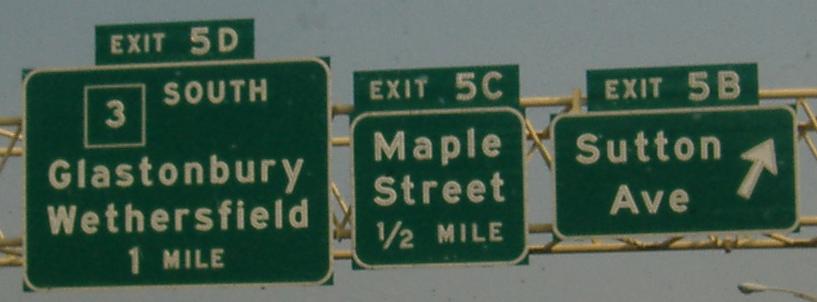 EXIT 5D
3 SOUTH
Glastonbury
Wethersfield
1 MILE
EXIT 5C
Maple
Street
1/2 MILE
EXIT 5B
Sutton
Ave